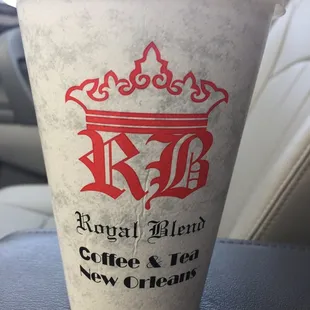 RB
Royal Blend
Coffee & Tea
New Orleans